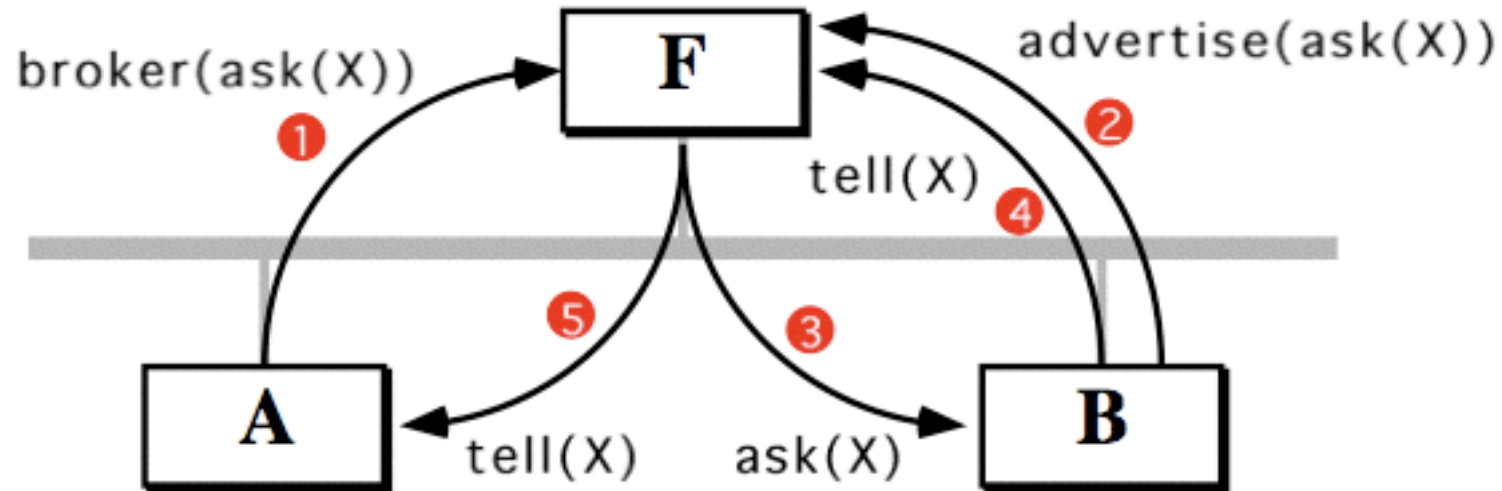 F
advertise(ask(X))
broker(ask(X))
1
2
tell(X)
4
5
3
A
B
tell(X)
ask(X)